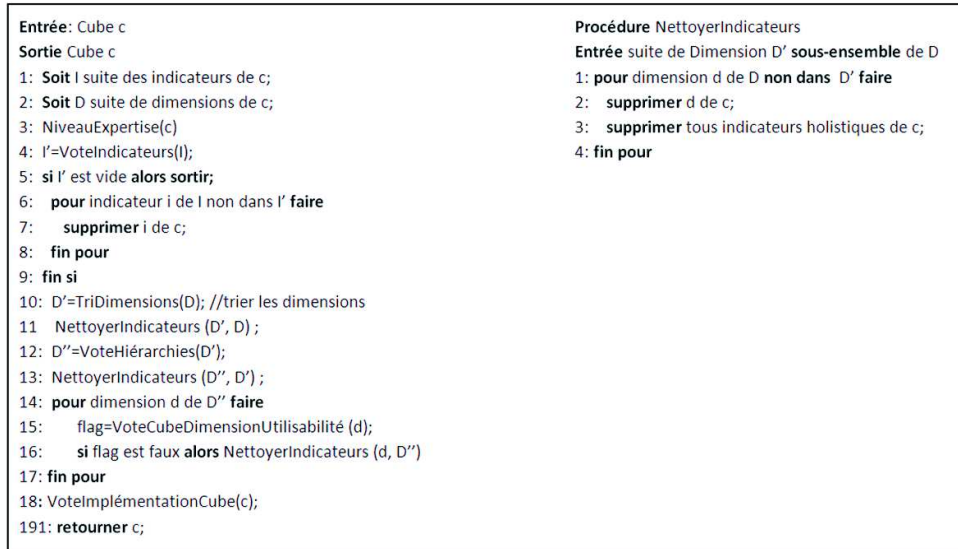 Entrée: Cube c
Sortie Cube c
1: Soit I suite des indicateurs de c;
2: Soit D suite de dimensions de c;
3: NiveauExpertise(c)
4: I'=VoteIndicateurs(I);
5: si I' est vide alors sortir;
6: pour indicateur i de I non dans I' faire
7: supprimer i de c;
8: fin pour
9: fin si
10: D'=TriDimensions(D); //trier les dimensions
11 NettoyerIndicateurs (D', D) ;
12: D''=VoteHiérarchies(D');
13: NettoyerIndicateurs (D'', D') ;
14: pour dimension d de D'' faire
15: flag=VoteCubeDimensionUtilisabilité (d);
16: si flag est faux alors NettoyerIndicateurs (d, D'')
17: fin pour
18: VoteImplémentationCube(c);
191: retourner c;
Procédure NettoyerIndicateurs
Entrée suite de Dimension D' sous-ensemble de D
1: pour dimension d de D non dans D' faire
2: supprimer d de c;
3: supprimer tous indicateurs holistiques de c;
4: fin pour